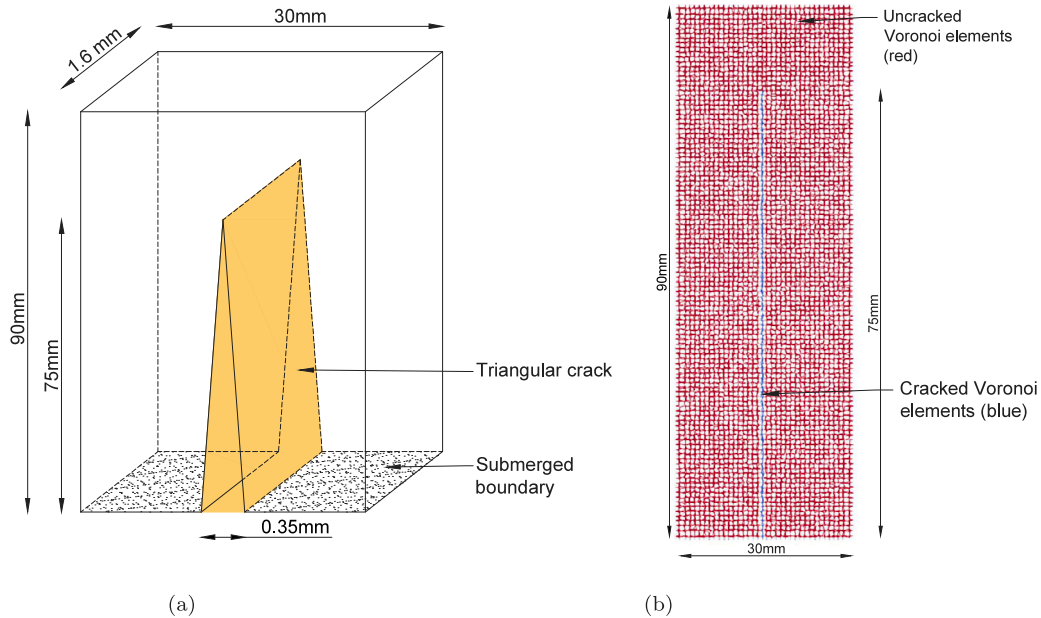 30mm
1.6 mm
90mm
75mm
Triangular crack
Submerged
boundary
0.35mm
(a)
Uncracked
Voronoi elements
(red)
90mm
75mm
Cracked Voronoi
elements (blue)
30mm
(b)